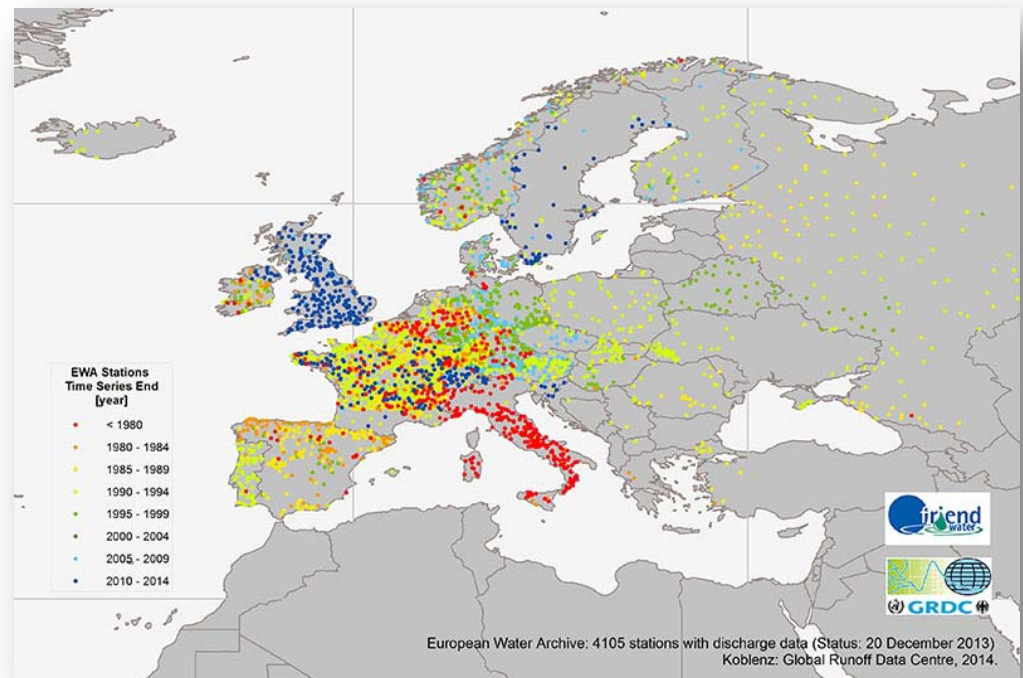 EWA Stations
Time Series End
[year]
< 1980
1980 - 1984
1985 - 1989
1990 - 1994
1995 - 1999
2000 - 2004
2005 - 2009
2010 - 2014
friend
water
GRDC
European Water Archive: 4105 stations with discharge data (Status: 20 December 2013)
Koblenz: Global Runoff Data Centre, 2014.